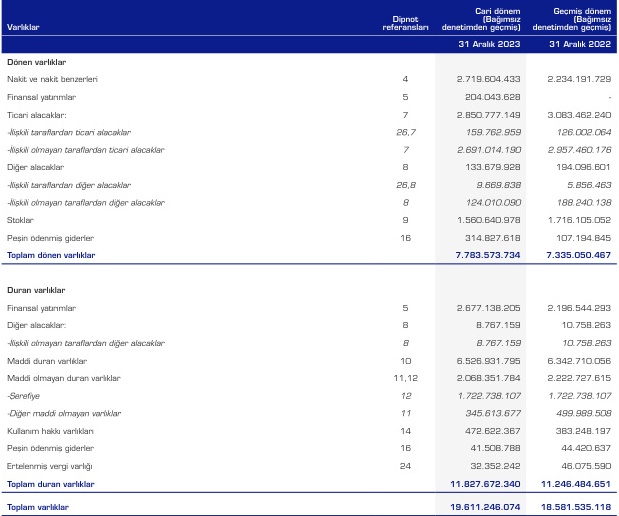 Varlıklar Dipnot referansları Cari dönem (Bağımsız denetimden geçmiş) Geçmiş dönem (Bağımsız denetimden geçmiş)
31 Aralık 2023 31 Aralık 2022
Dönen varlıklar
Nakit ve nakit benzerleri 4 2.719.604.433 2.234.191.729
Finansal yatırımlar 5 204.043.628 -
Ticari alacaklar: 7 2.850.777.149 3.083.462.240
-İlişkili taraflardan ticari alacaklar 26,7 159.762.959 126.002.064
-İlişkili olmayan taraflardan ticari alacaklar 7 2.691.014.190 2.957.460.176
Diğer alacaklar 8 133.679.928 194.096.601
-İlişkili taraflardan diğer alacaklar 26,8 9.669.838 5.856.463
-İlişkili olmayan taraflardan diğer alacaklar 8 124.010.090 188.240.138
Stoklar 9 1.560.640.978 1.716.105.052
Peşin ödenmiş giderler 16 314.827.618 107.194.845
Toplam dönen varlıklar 7.783.573.734 7.335.050.467
Duran varlıklar
Finansal yatırımlar 5 2.677.138.205 2.196.544.293
Diğer alacaklar: 8 8.767.159 10.758.263
-İlişkili olmayan taraflardan diğer alacaklar 8 8.767.159 10.758.263
Maddi duran varlıklar 10 6.526.931.795 6.342.710.056
Maddi olmayan duran varlıklar 11,12 2.068.351.784 2.222.727.615
-Şerefiye 12 1.722.738.107 1.722.738.107
-Diğer maddi olmayan varlıklar 11 345.613.677 499.989.508
Kullanım hakkı varlıkları 14 472.622.367 383.248.197
Peşin ödenmiş giderler 16 41.508.788 44.420.637
Ertelenmiş vergi varlığı 24 32.352.242 46.075.590
Toplam duran varlıklar 11.827.672.340 11.246.484.651
Toplam varlıklar 19.611.246.074 18.581.535.118